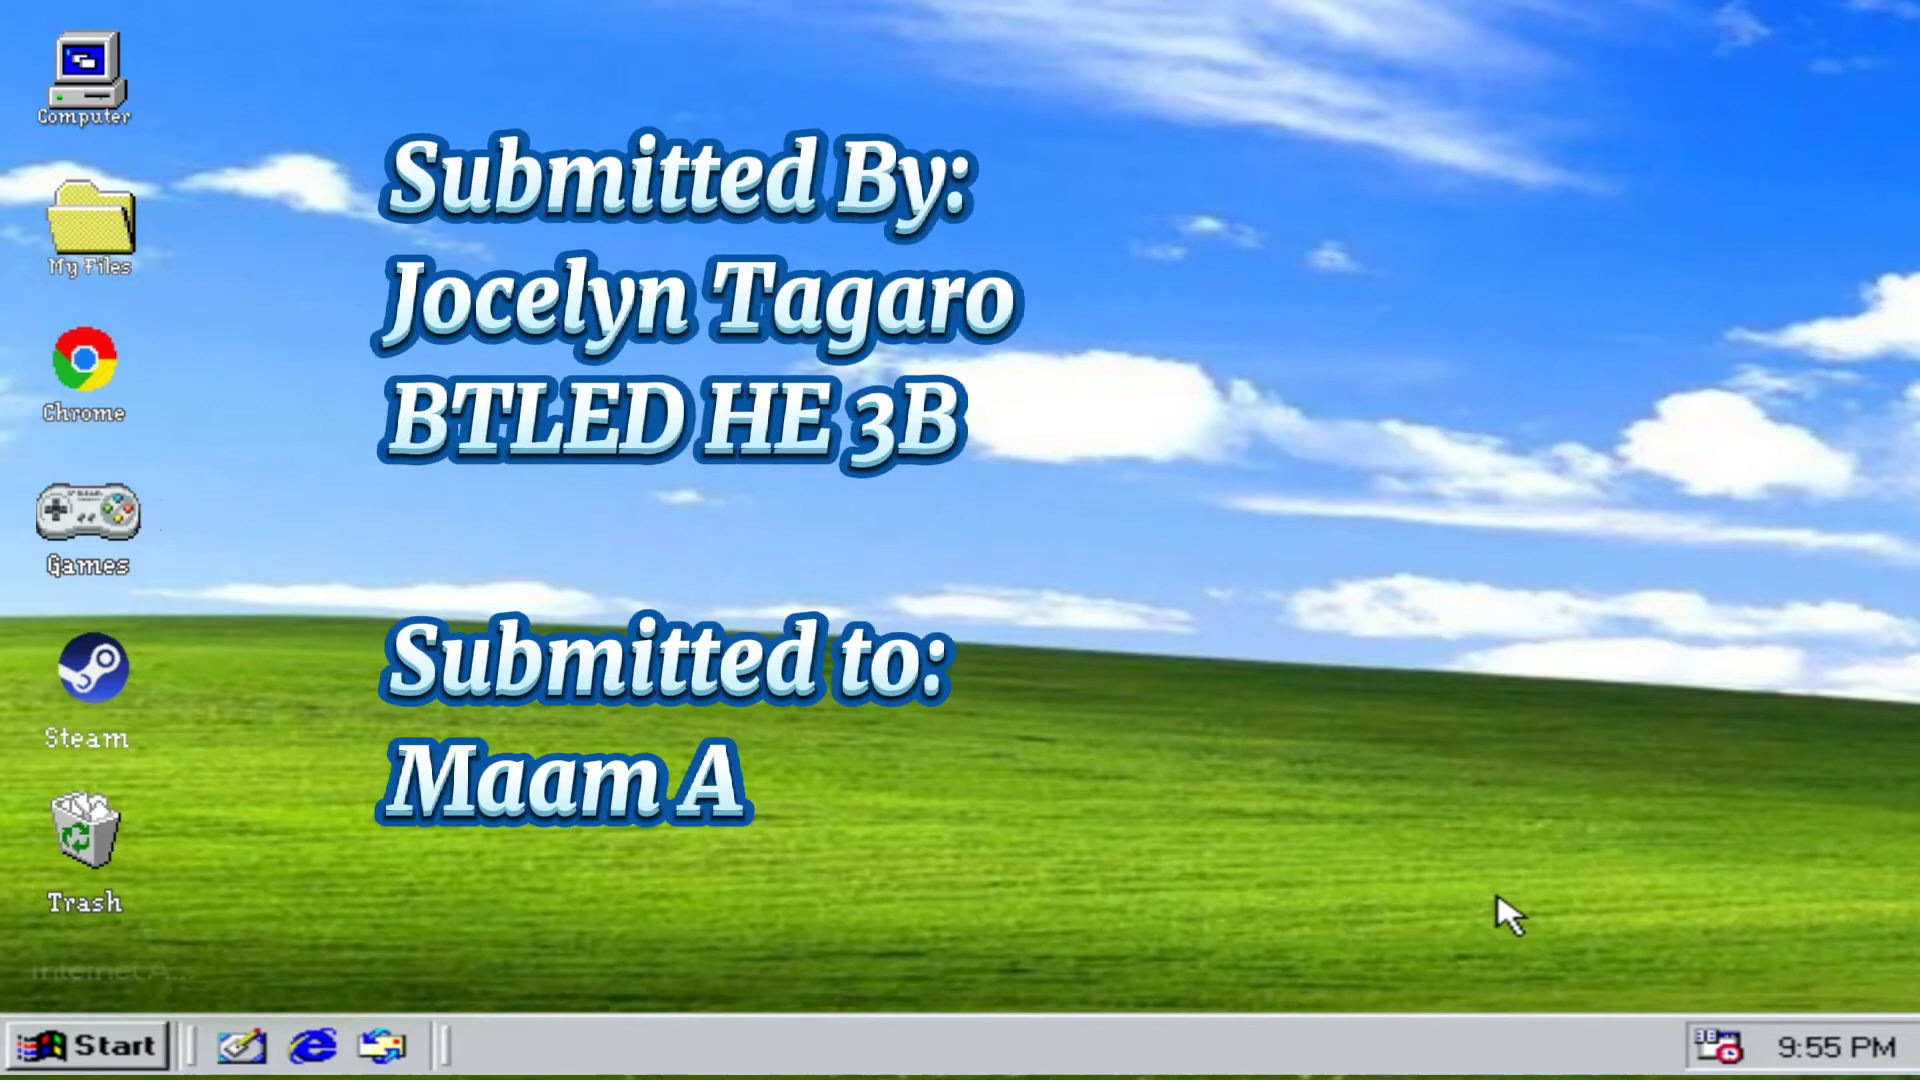 Computer
My Files
Chrome
Games
Steam
Trash
Submitted By:
Jocelyn Tagaro
BTLED HE 3B
Submitted to:
Maam A
Internet A...
Start
9:55 PM